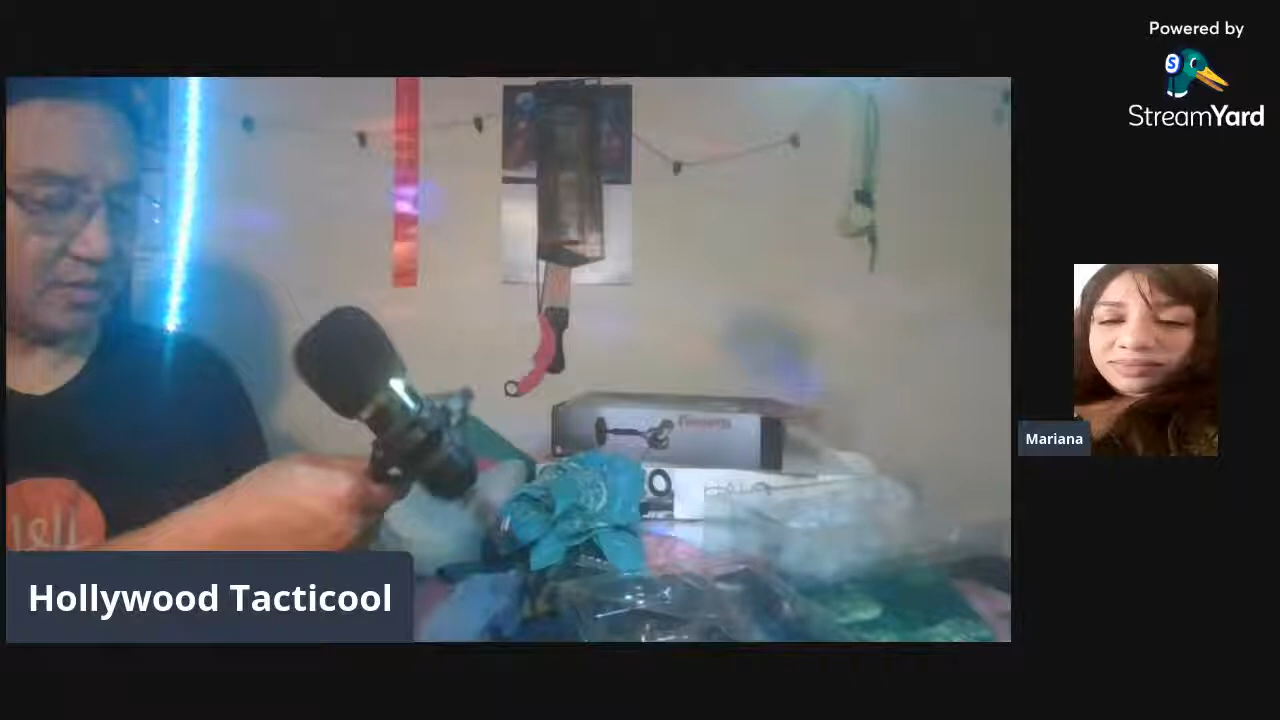 Powered by
S
StreamYard
Mariana
Hollywood Tacticool